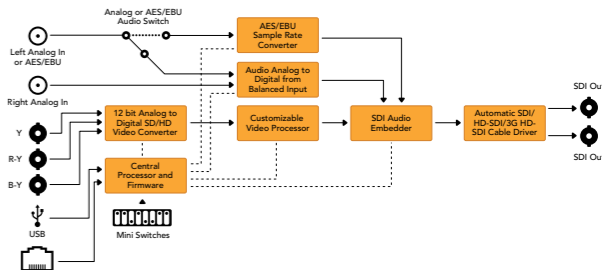 Analog or AES/EBU
Audio Switch
Left Analog In
or AES/EBU
AES/EBU
Sample Rate
Converter
Right Analog In
Audio Analog to
Digital from
Balanced Input
SDI Out
Y
R-Y
B-Y
12 bit Analog to
Digital SD/HD
Video Converter
Customizable
Video Processor
SDI Audio
Embedder
Automatic SDI/
HD-SDI/3G HD-
SDI Cable Driver
SDI Out
Central
Processor and
Firmware
USB
Mini Switches